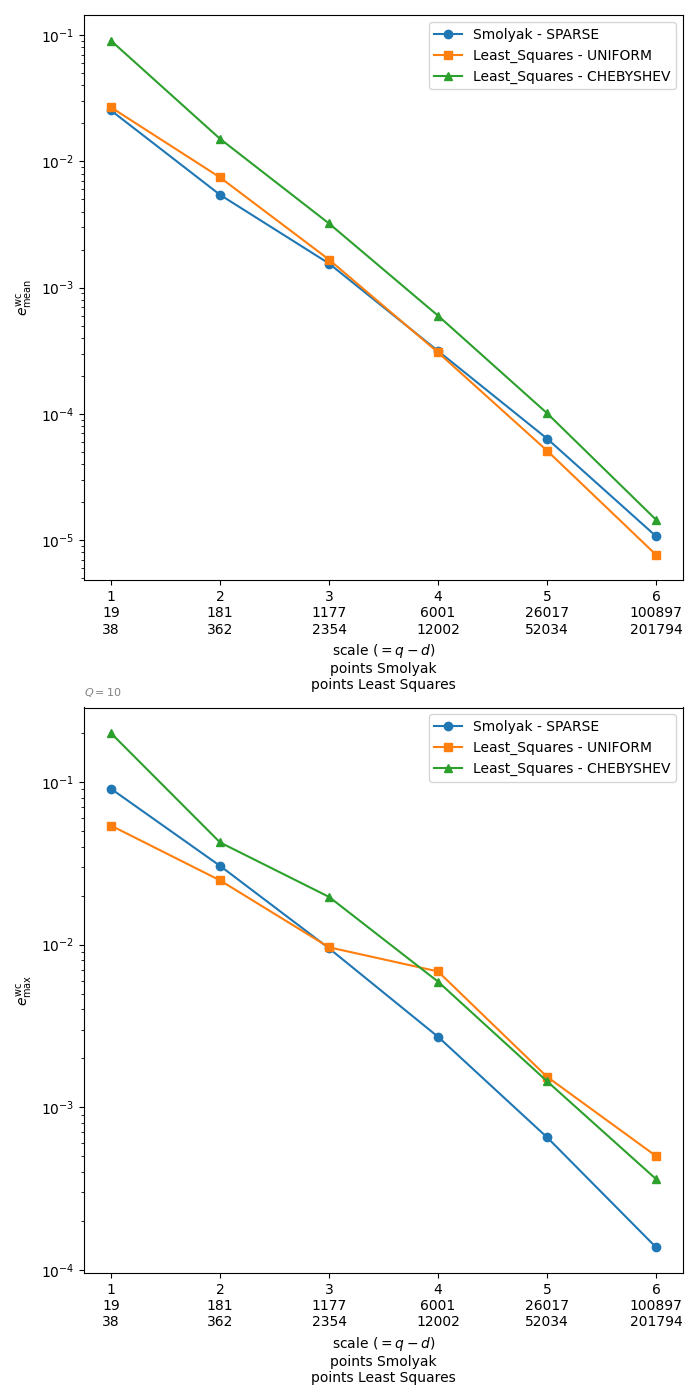 Smolyak - SPARSE
Least_Squares - UNIFORM
Least_Squares - CHEBYSHEV
10⁻¹
10⁻²
10⁻³
10⁻⁴
10⁻⁵
e^wc_mean
1 2 3 4 5 6
19 181 1177 6001 26017 100897
38 362 2354 12002 52034 201794
scale (= q − d)
points Smolyak
points Least Squares
Q = 10
Smolyak - SPARSE
Least_Squares - UNIFORM
Least_Squares - CHEBYSHEV
10⁻¹
10⁻²
10⁻³
10⁻⁴
e^wc_max
1 2 3 4 5 6
19 181 1177 6001 26017 100897
38 362 2354 12002 52034 201794
scale (= q − d)
points Smolyak
points Least Squares